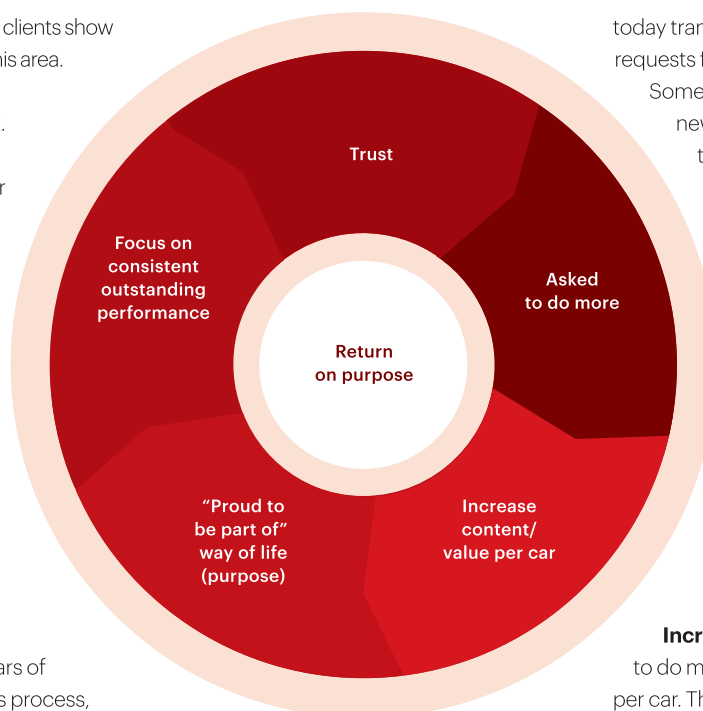 clients show
his area.
.
r
today tran
requests f
Some
new
t
Trust
Asked
to do more
Increase
content/
value per car
"Proud to
be part of"
way of life
(purpose)
Focus on
consistent
outstanding
performance
Return
on purpose
ars of
s process,
Incr
to do m
per car. Th